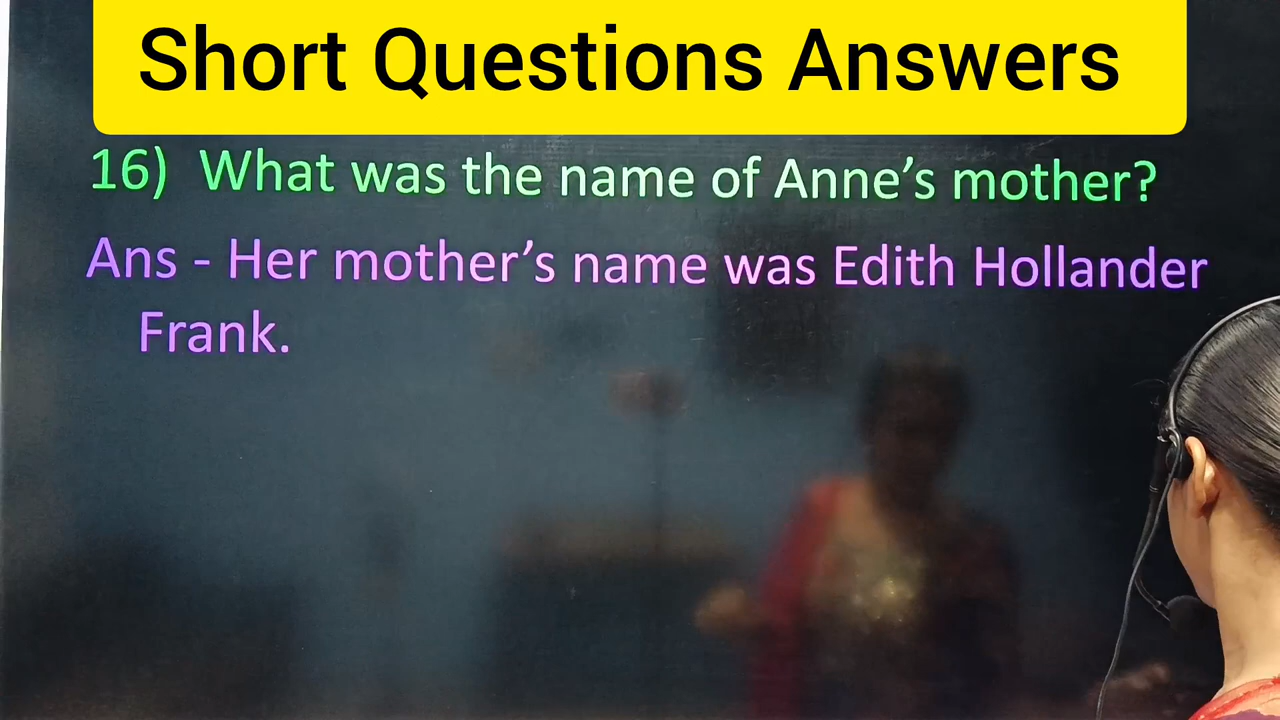 Short Questions Answers
16) What was the name of Anne’s mother?
Ans - Her mother’s name was Edith Hollander
Frank.